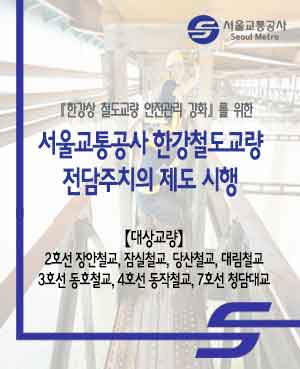 서울교통공사
Seoul Metro
『한강상 철도교량 안전관리 강화』를 위한
서울교통공사 한강철도교량
전담주치의 제도 시행
【대상교량】
2호선 장안철교, 잠실철교, 당산철교, 대림철교
3호선 동호철교, 4호선 동작철교, 7호선 청담대교